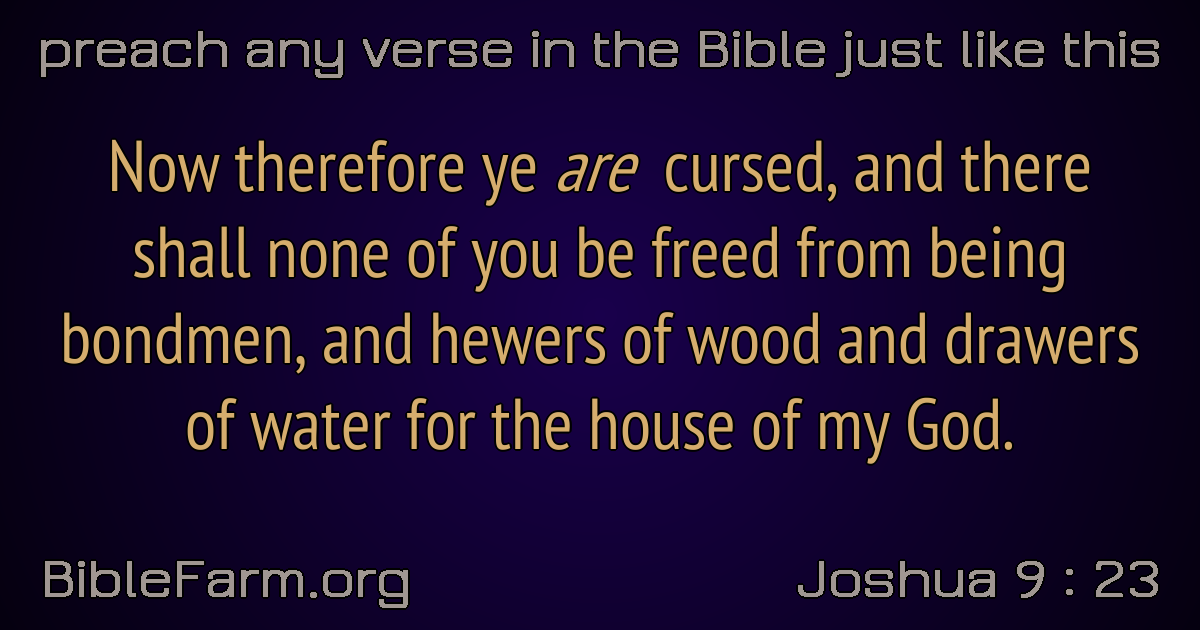 preach any verse in the Bible just like this
Now therefore ye are cursed, and there
shall none of you be freed from being
bondmen, and hewers of wood and drawers
of water for the house of my God.
BibleFarm.org
Joshua 9 : 23